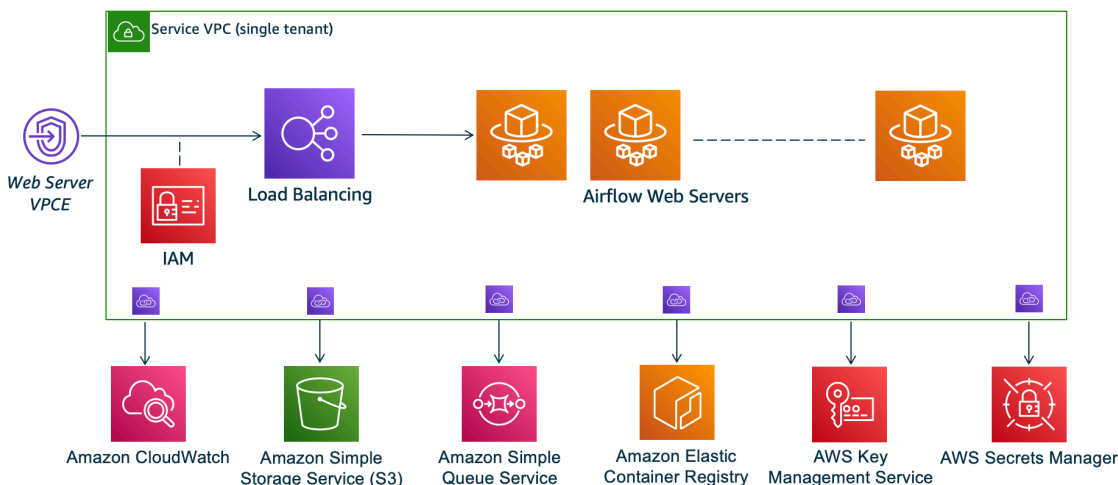 Service VPC (single tenant)
Web Server
VPCE
IAM
Load Balancing
Airflow Web Servers
Amazon CloudWatch
Amazon Simple
Storage Service (S3)
Amazon Simple
Queue Service
Amazon Elastic
Container Registry
AWS Key
Management Service
AWS Secrets Manager